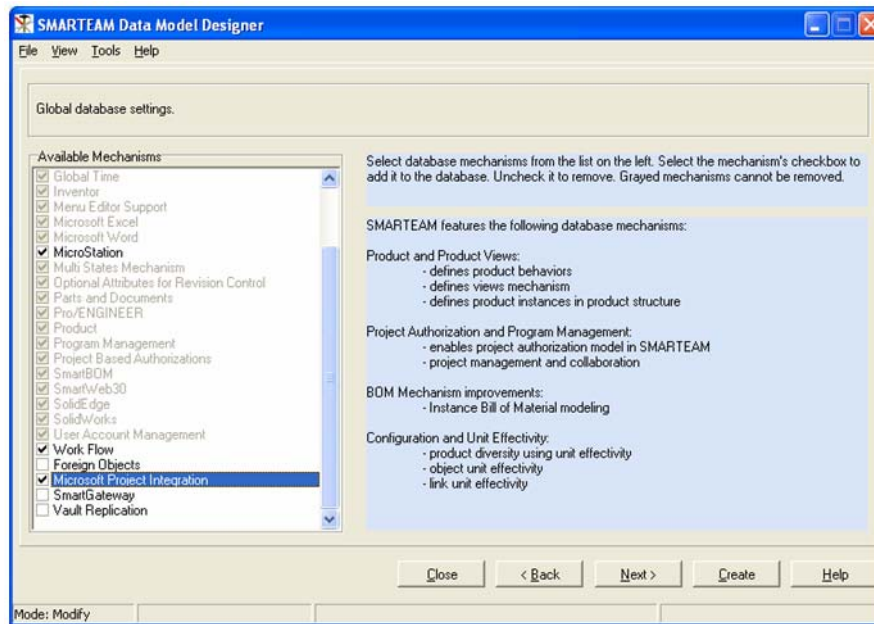 SMARTEAM Data Model Designer
File View Tools Help
Global database settings.
Available Mechanisms
Global Time
Inventor
Menu Editor Support
Microsoft Excel
Microsoft Word
MicroStation
Multi States Mechanism
Optional Attributes for Revision Control
Parts and Documents
Pro/ENGINEER
Product
Program Management
Project Based Authorizations
SmartBOM
SmartWeb30
SolidEdge
SolidWorks
User Account Management
Work Flow
Foreign Objects
Microsoft Project Integration
SmartGateway
Vault Replication
Select database mechanisms from the list on the left. Select the mechanism's checkbox to
add it to the database. Uncheck it to remove. Grayed mechanisms cannot be removed.
SMARTEAM features the following database mechanisms:
Product and Product Views:
- defines product behaviors
- defines views mechanism
- defines product instances in product structure
Project Authorization and Program Management:
- enables project authorization model in SMARTEAM
- project management and collaboration
BOM Mechanism improvements:
- Instance Bill of Material modeling
Configuration and Unit Effectivity:
- product diversity using unit effectivity
- object unit effectivity
- link unit effectivity
Close < Back Next > Create Help
Mode: Modify